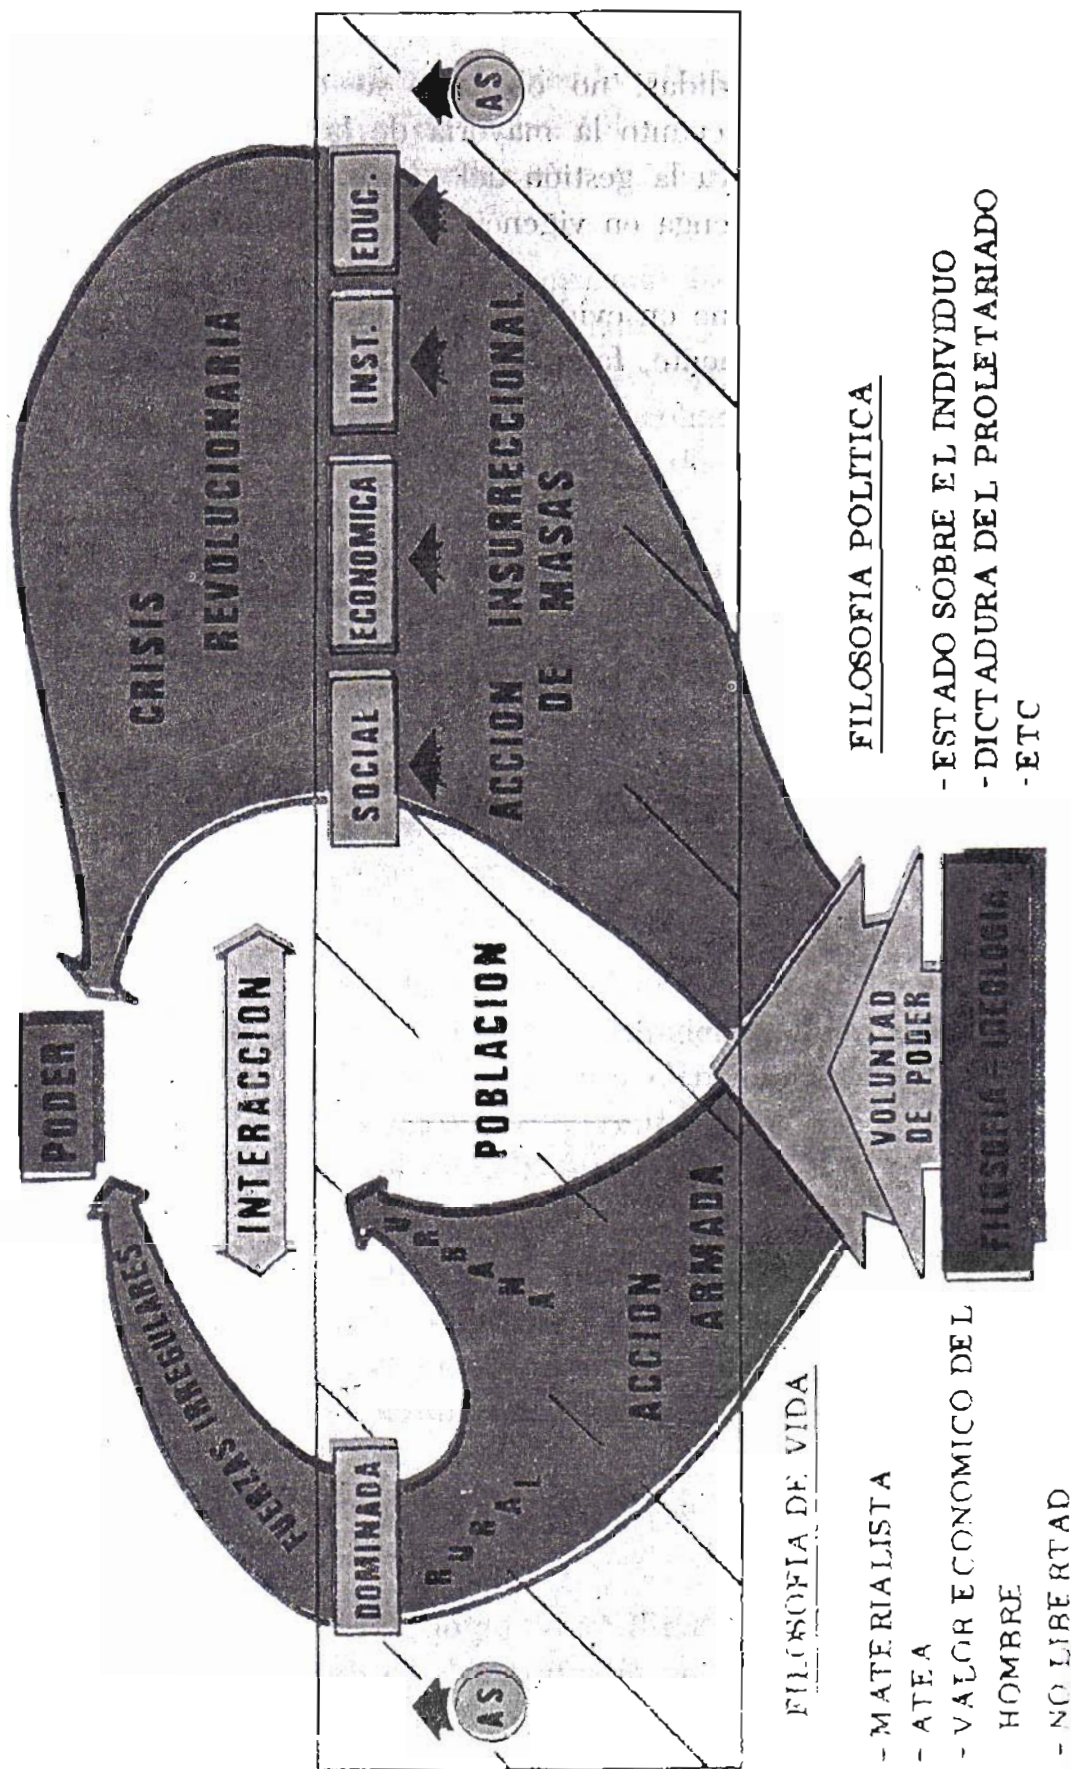 PODER
CRISIS
REVOLUCIONARIA
FUERZAS IRREGULARES
INTERACCION
DOMINADA
SOCIAL
ECONOMICA
INST.
EDUC.
AS
AS
RURAL
URBANA
POBLACION
ACCION INSURRECCIONAL
DE MASAS
ACCION
ARMADA
VOLUNTAD
DE PODER
FILOSOFIA = IDEOLOGIA
FILOSOFIA DE VIDA
- MATERIALISTA
- ATEA
- VALOR ECONOMICO DEL
HOMBRE
- NO LIBERTAD
FILOSOFIA POLITICA
- ESTADO SOBRE EL INDIVIDUO
- DICTADURA DEL PROLETARIADO
- ETC